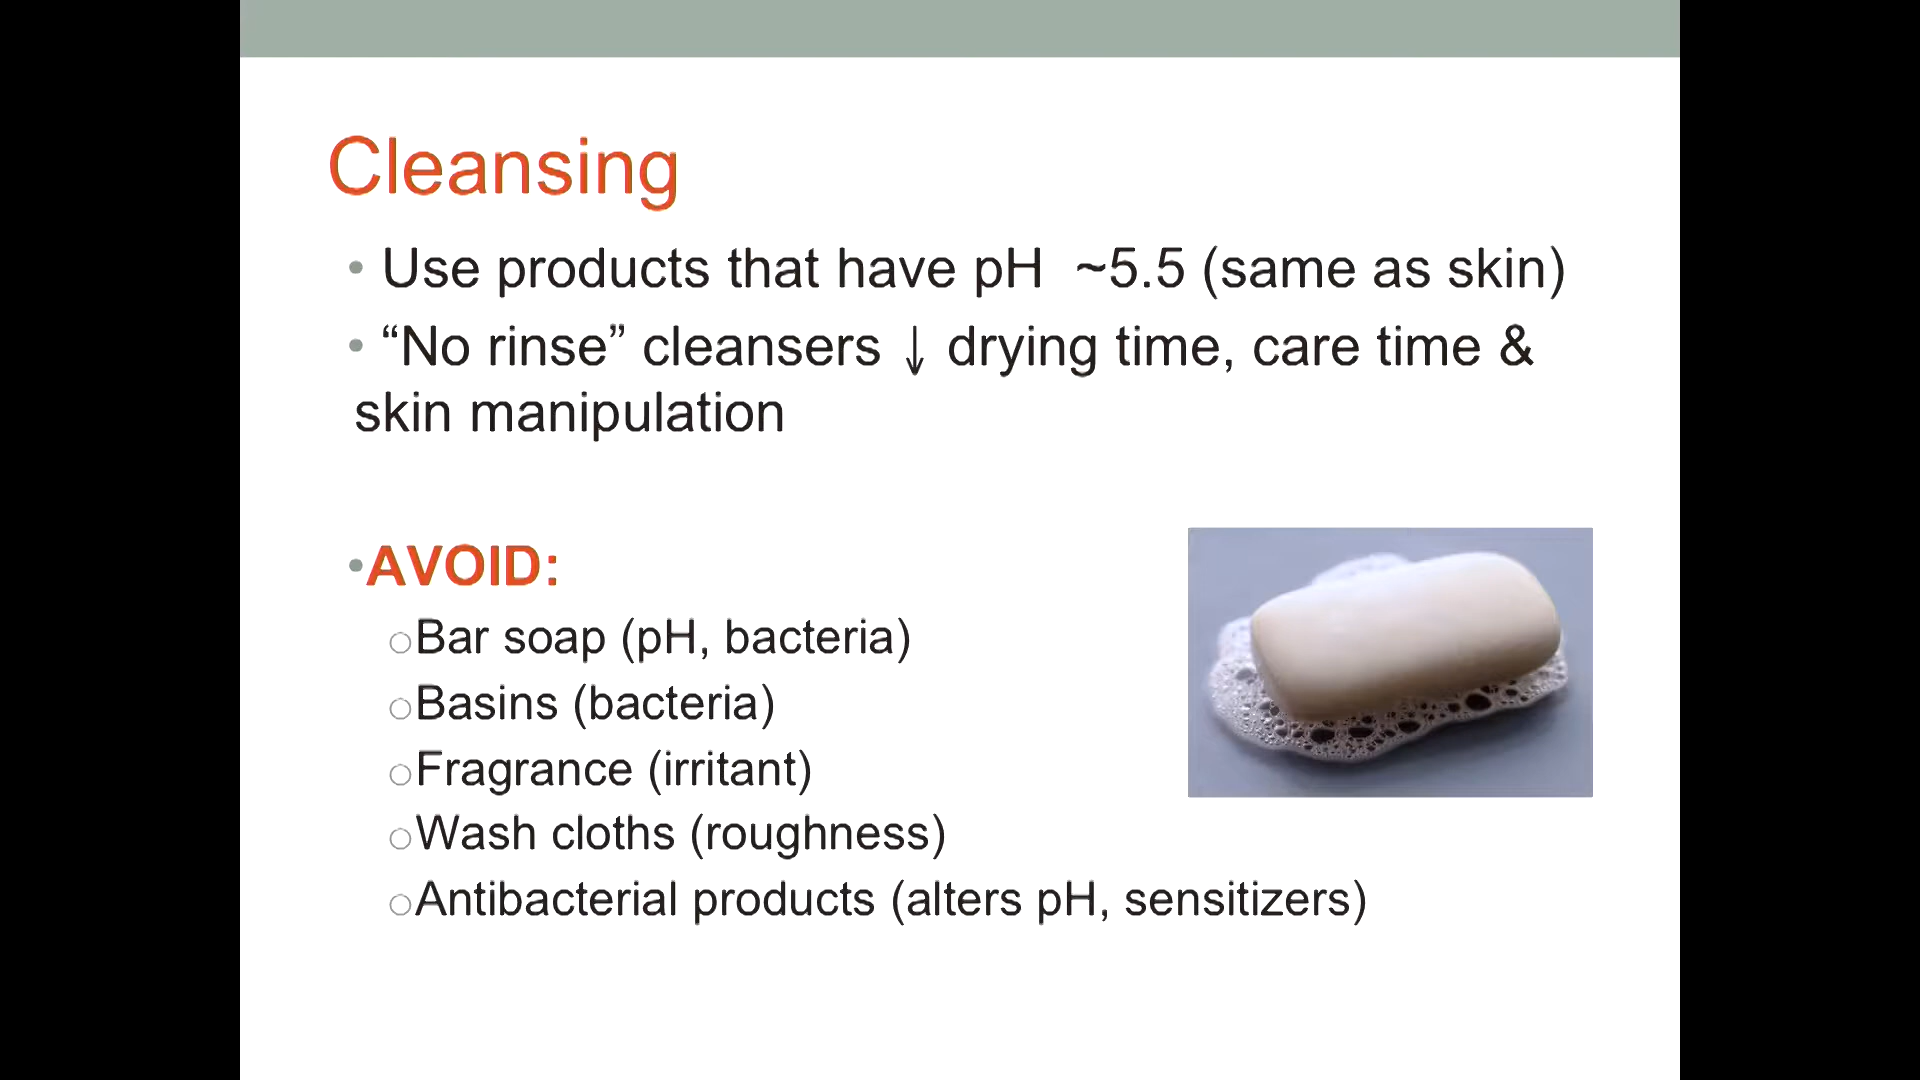 Cleansing
• Use products that have pH  ~5.5 (same as skin)
• “No rinse” cleansers ↓ drying time, care time &
skin manipulation
•AVOID:
○Bar soap (pH, bacteria)
○Basins (bacteria)
○Fragrance (irritant)
○Wash cloths (roughness)
○Antibacterial products (alters pH, sensitizers)